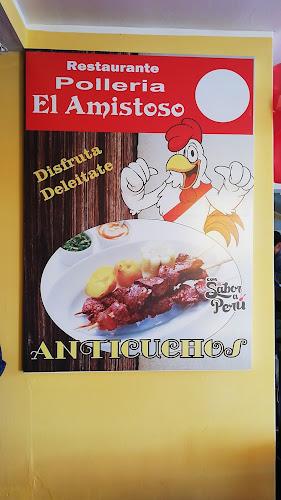 Restaurante
Polleria
El Amistoso
Disfruta
Deleitate
con
Sabor
a
Perú
ANTICUCHOS